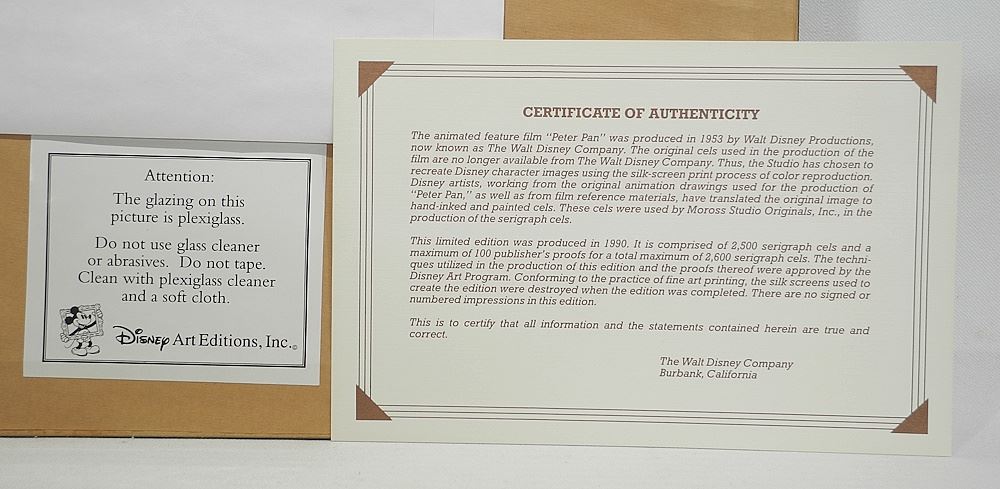 Attention:
The glazing on this
picture is plexiglass.
Do not use glass cleaner
or abrasives. Do not tape.
Clean with plexiglass cleaner
and a soft cloth.
Disney Art Editions, Inc.©
CERTIFICATE OF AUTHENTICITY
The animated feature film "Peter Pan" was produced in 1953 by Walt Disney Productions,
now known as The Walt Disney Company. The original cels used in the production of the
film are no longer available from The Walt Disney Company. Thus, the Studio has chosen to
recreate Disney character images using the silk-screen print process of color reproduction.
Disney artists, working from the original animation drawings used for the production of
"Peter Pan," as well as from film reference materials, have translated the original image to
hand-inked and painted cels. These cels were used by Moross Studio Originals, Inc., in the
production of the serigraph cels.
This limited edition was produced in 1990. It is comprised of 2,500 serigraph cels and a
maximum of 100 publisher's proofs for a total maximum of 2,600 serigraph cels. The techni-
ques utilized in the production of this edition and the proofs thereof were approved by the
Disney Art Program. Conforming to the practice of fine art printing, the silk screens used to
create the edition were destroyed when the edition was completed. There are no signed or
numbered impressions in this edition.
This is to certify that all information and the statements contained herein are true and
correct.
The Walt Disney Company
Burbank, California